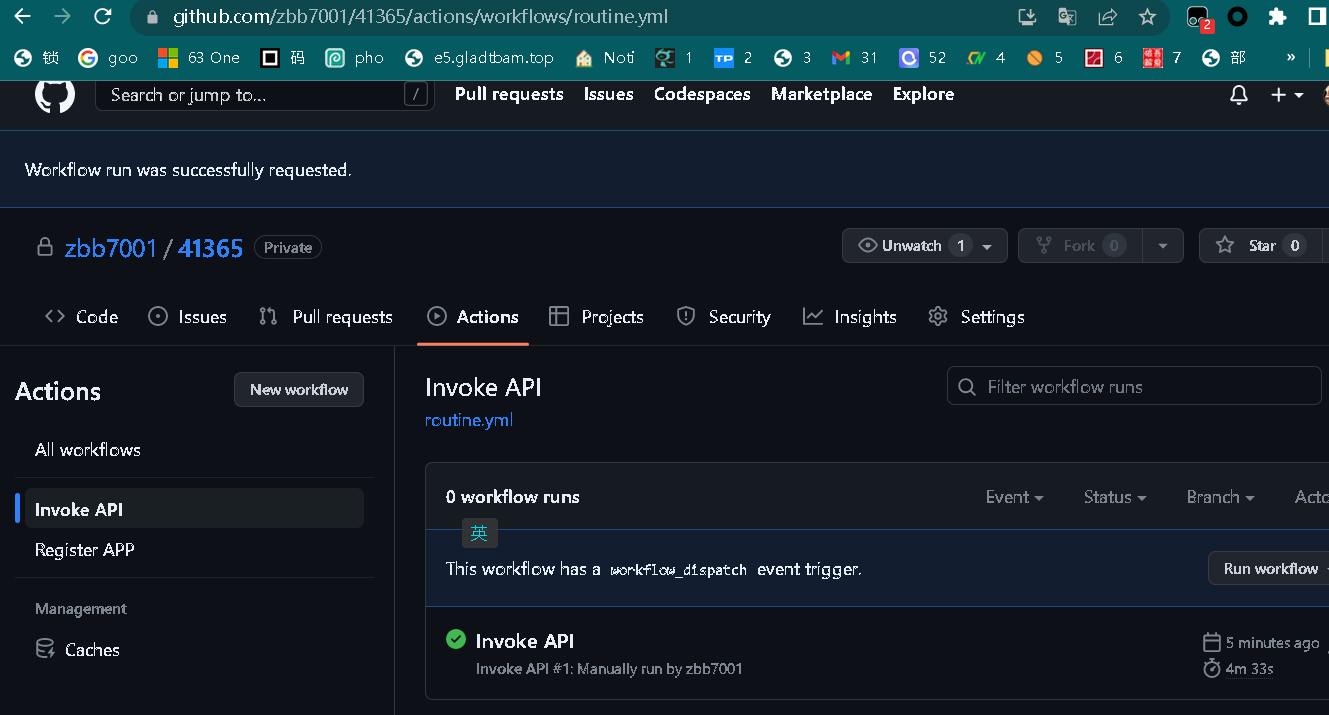 github.com/zbb7001/41365/actions/workflows/routine.yml
2
锁 goo 63 One 码 pho e5.gladtbam.top Noti 1 TP 2 3 31 52 4 5 6 7 部 »
Search or jump to... / Pull requests Issues Codespaces Marketplace Explore
Workflow run was successfully requested.
zbb7001 / 41365 Private Unwatch 1 Fork 0 Star 0
Code Issues Pull requests Actions Projects Security Insights Settings
Actions New workflow
All workflows
Invoke API
Register APP
Management
Caches
Invoke API Filter workflow runs
routine.yml
0 workflow runs Event Status Branch Acto
英
This workflow has a workflow_dispatch event trigger. Run workflow
Invoke API 5 minutes ago
Invoke API #1: Manually run by zbb7001 4m 33s